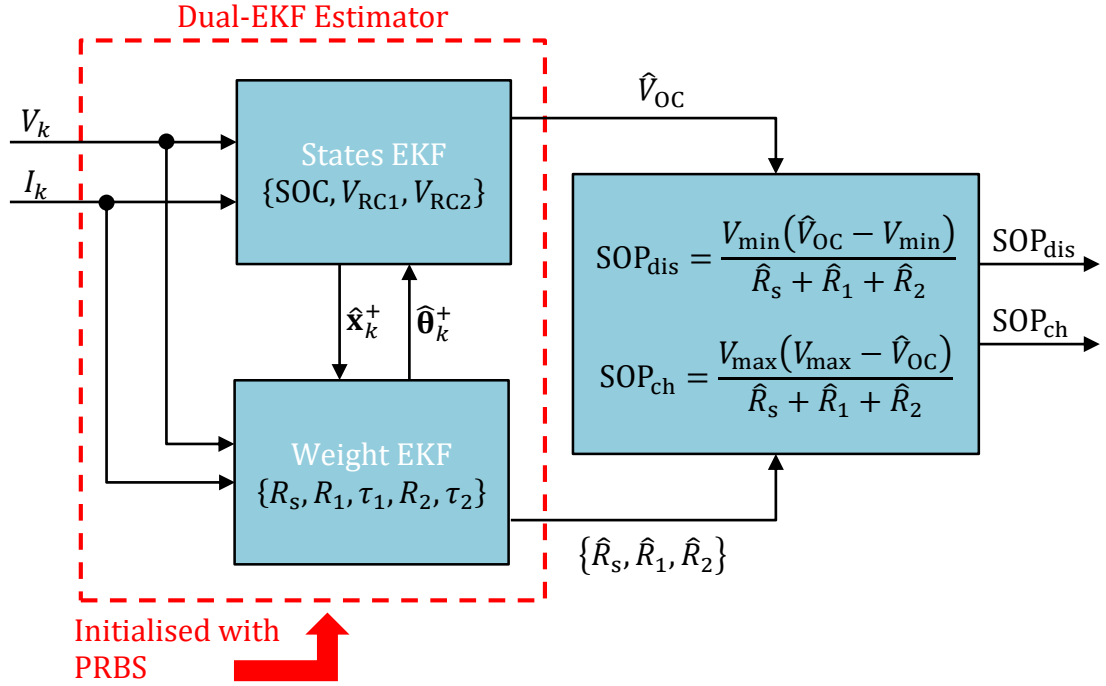 Dual-EKF Estimator
V_k
I_k
States EKF
{SOC, V_RC1, V_RC2}
V̂_OC
x̂_k^+
θ̂_k^+
Weight EKF
{R_s, R_1, τ_1, R_2, τ_2}
SOP_dis = V_min(V̂_OC − V_min) / (R̂_s + R̂_1 + R̂_2)
SOP_ch = V_max(V_max − V̂_OC) / (R̂_s + R̂_1 + R̂_2)
SOP_dis
SOP_ch
{R̂_s, R̂_1, R̂_2}
Initialised with
PRBS